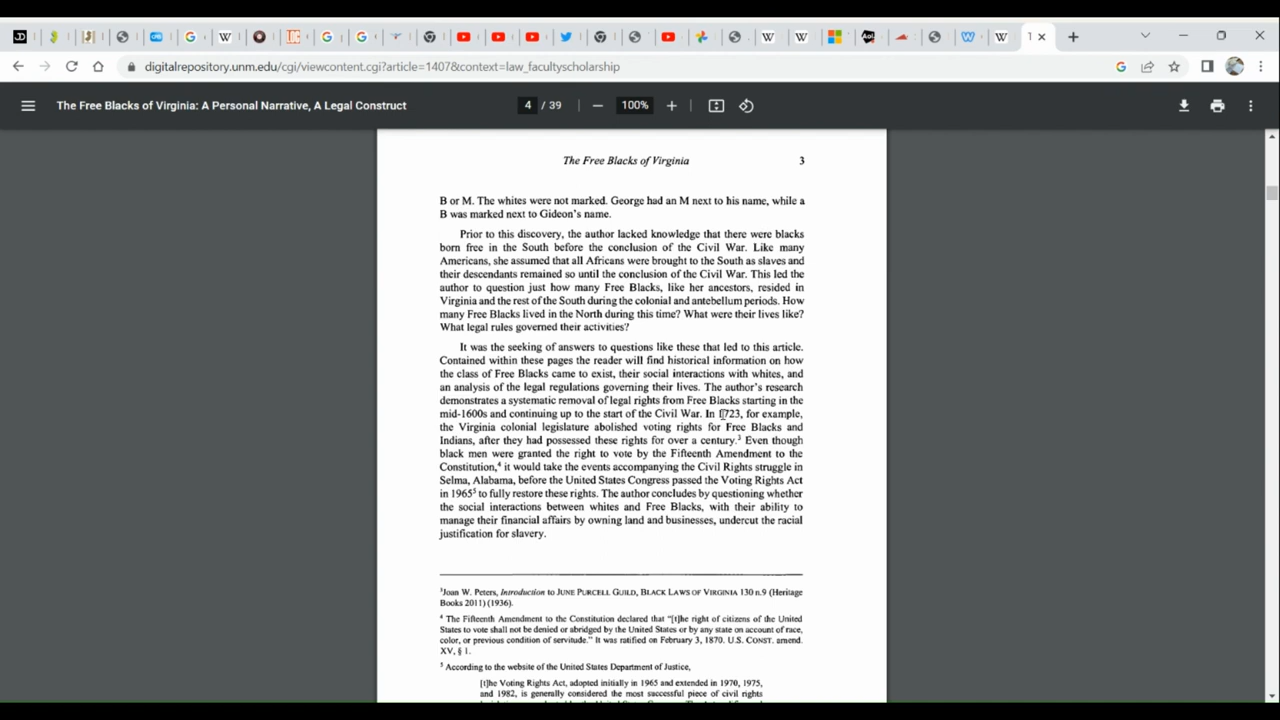 digitalrepository.unm.edu/cgi/viewcontent.cgi?article=1407&context=law_facultyscholarship
The Free Blacks of Virginia: A Personal Narrative, A Legal Construct
4 / 39
100%
The Free Blacks of Virginia 3
B or M. The whites were not marked. George had an M next to his name, while a
B was marked next to Gideon's name.
Prior to this discovery, the author lacked knowledge that there were blacks
born free in the South before the conclusion of the Civil War. Like many
Americans, she assumed that all Africans were brought to the South as slaves and
their descendants remained so until the conclusion of the Civil War. This led the
author to question just how many Free Blacks, like her ancestors, resided in
Virginia and the rest of the South during the colonial and antebellum periods. How
many Free Blacks lived in the North during this time? What were their lives like?
What legal rules governed their activities?
It was the seeking of answers to questions like these that led to this article.
Contained within these pages the reader will find historical information on how
the class of Free Blacks came to exist, their social interactions with whites, and
an analysis of the legal regulations governing their lives. The author's research
demonstrates a systematic removal of legal rights from Free Blacks starting in the
mid-1600s and continuing up to the start of the Civil War. In 1723, for example,
the Virginia colonial legislature abolished voting rights for Free Blacks and
Indians, after they had possessed these rights for over a century.³ Even though
black men were granted the right to vote by the Fifteenth Amendment to the
Constitution,⁴ it would take the events accompanying the Civil Rights struggle in
Selma, Alabama, before the United States Congress passed the Voting Rights Act
in 1965⁵ to fully restore these rights. The author concludes by questioning whether
the social interactions between whites and Free Blacks, with their ability to
manage their financial affairs by owning land and businesses, undercut the racial
justification for slavery.
³Joan W. Peters, Introduction to JUNE PURCELL GUILD, BLACK LAWS OF VIRGINIA 130 n.9 (Heritage
Books 2011) (1936).
⁴ The Fifteenth Amendment to the Constitution declared that "[t]he right of citizens of the United
States to vote shall not be denied or abridged by the United States or by any state on account of race,
color, or previous condition of servitude." It was ratified on February 3, 1870. U.S. CONST. amend.
XV, § 1.
⁵ According to the website of the United States Department of Justice,
[t]he Voting Rights Act, adopted initially in 1965 and extended in 1970, 1975,
and 1982, is generally considered the most successful piece of civil rights